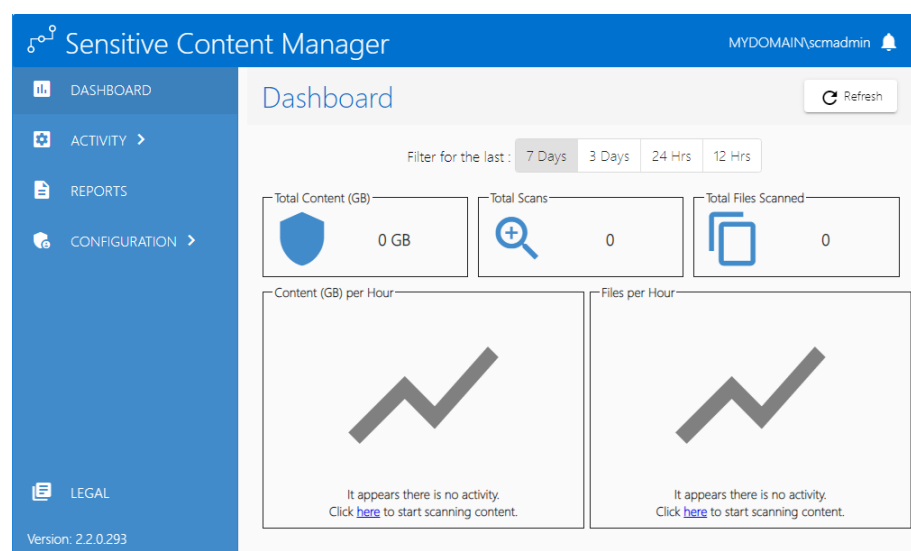 Sensitive Content Manager
MYDOMAIN\scmadmin
DASHBOARD
ACTIVITY
REPORTS
CONFIGURATION
LEGAL
Version: 2.2.0.293
Dashboard
Refresh
Filter for the last : 7 Days 3 Days 24 Hrs 12 Hrs
Total Content (GB)
0 GB
Total Scans
0
Total Files Scanned
0
Content (GB) per Hour
It appears there is no activity.
Click here to start scanning content.
Files per Hour
It appears there is no activity.
Click here to start scanning content.